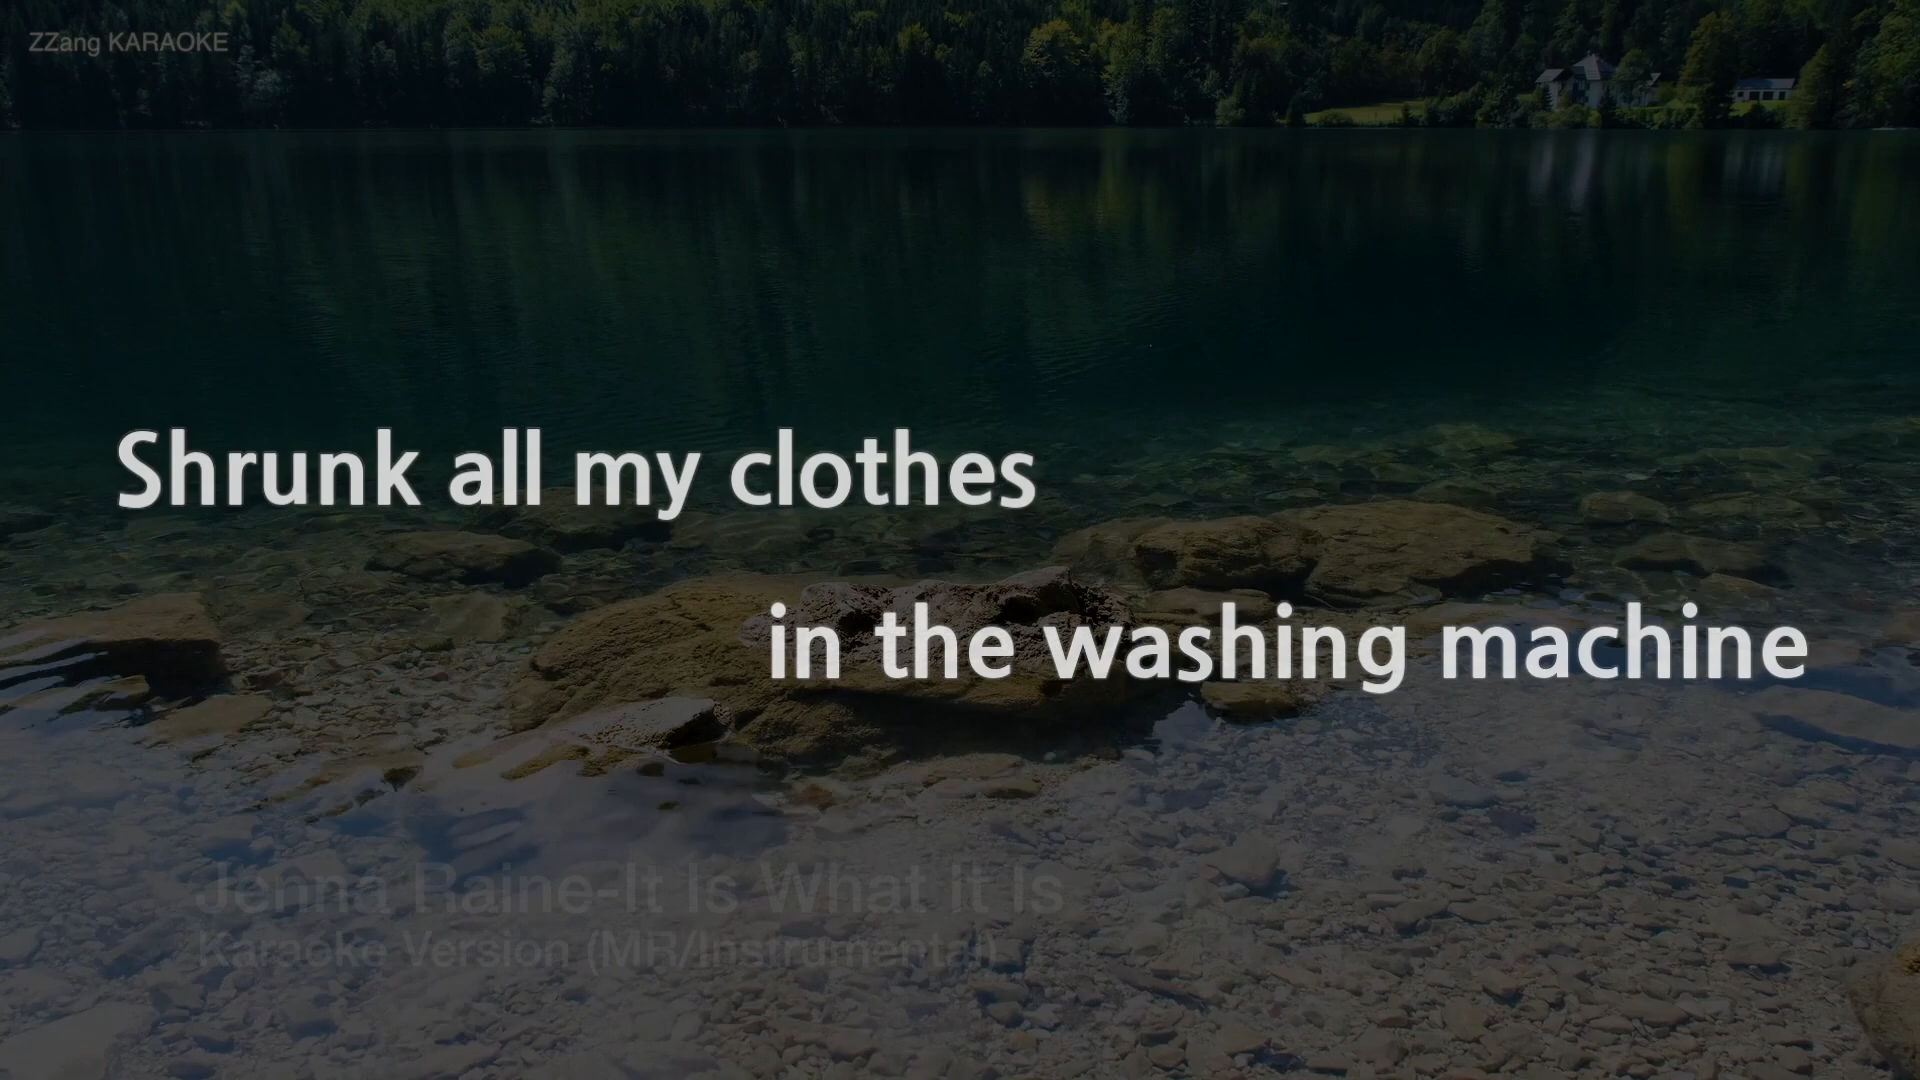 ZZang KARAOKE
Shrunk all my clothes
in the washing machine
Jenna Raine-It Is What It Is
Karaoke Version (MR/Instrumental)